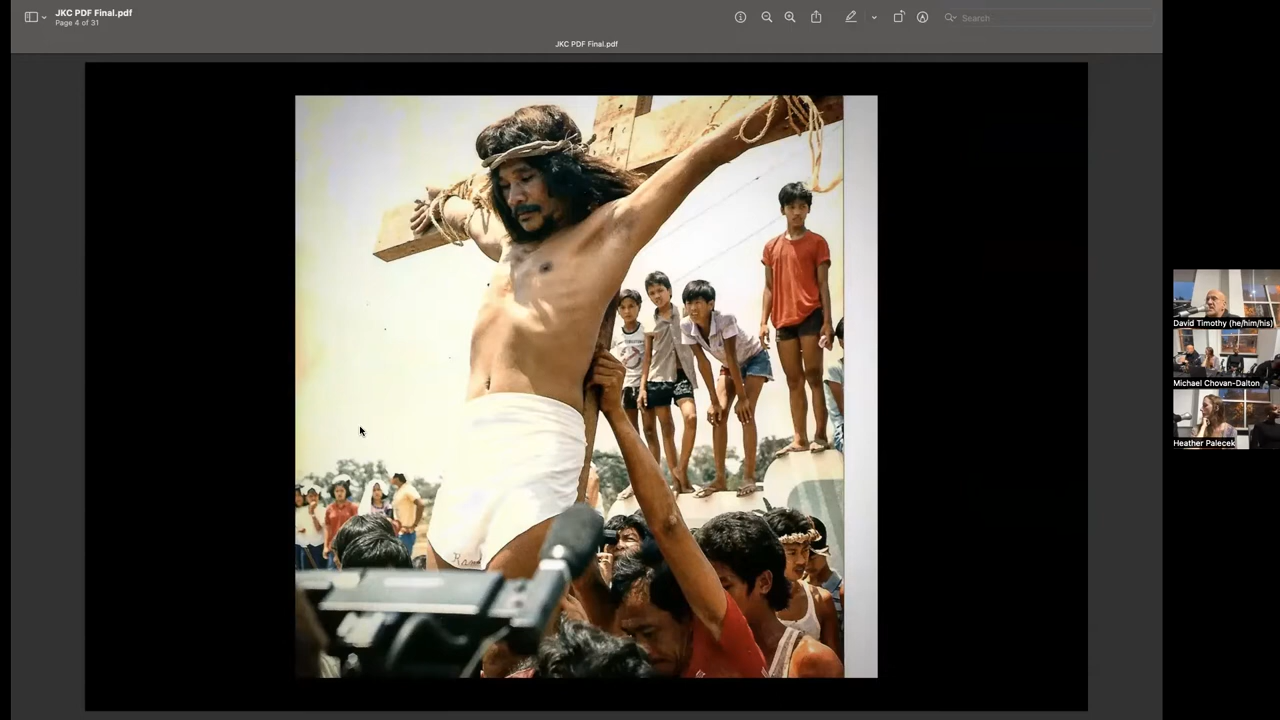 JKC PDF Final.pdf
Page 4 of 31
Search
JKC PDF Final.pdf
David Timothy (he/him/his)
Michael Chovan-Dalton
Heather Palecek